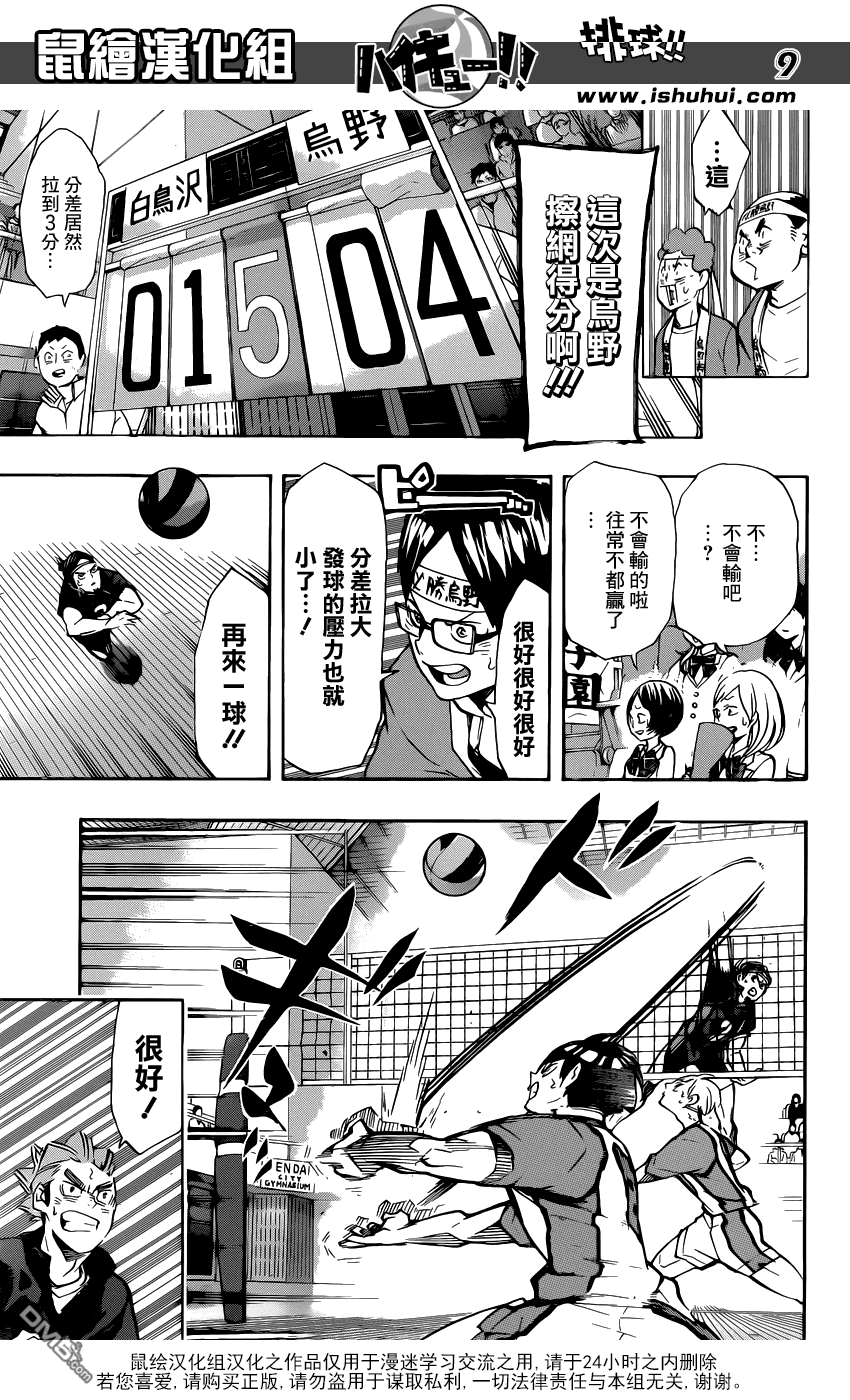 鼠繪漢化組
ハイキュー!!
排球!!
9
www.ishuhui.com
…這
這次是烏野
擦網得分啊!!!
白鳥沢
烏野
01 5 04
分差居然
拉到3分…
不…
不會輸吧
…?
不會輸的啦
往常不都贏了
…
学園
ピー
必勝烏野
很好很好很好
分差拉大
發球的壓力也就
小了…!
再來一球!!
ドギャ
ENDAI
CITY
GYMNASIUM
很好!
鼠绘汉化组汉化之作品仅用于漫迷学习交流之用,请于24小时之内删除
若您喜爱,请购买正版,请勿盗用于谋取私利,一切法律责任与本组无关,谢谢。